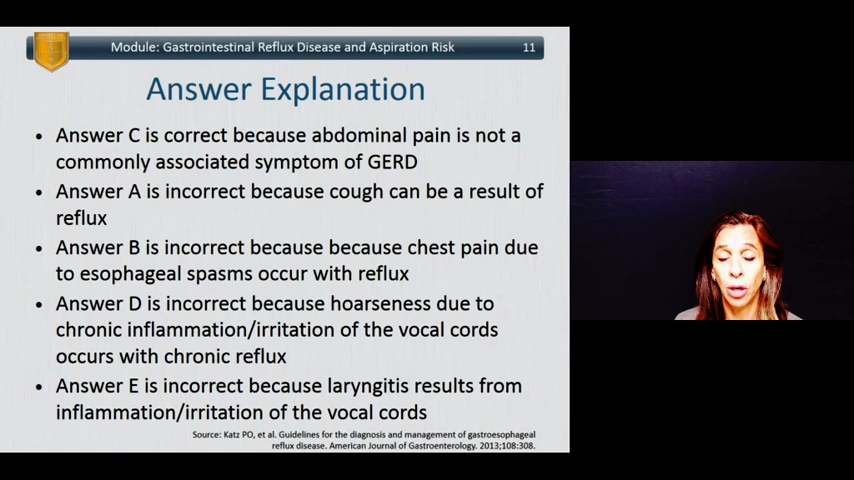 Module: Gastrointestinal Reflux Disease and Aspiration Risk 11
Answer Explanation
• Answer C is correct because abdominal pain is not a
commonly associated symptom of GERD
• Answer A is incorrect because cough can be a result of
reflux
• Answer B is incorrect because because chest pain due
to esophageal spasms occur with reflux
• Answer D is incorrect because hoarseness due to
chronic inflammation/irritation of the vocal cords
occurs with chronic reflux
• Answer E is incorrect because laryngitis results from
inflammation/irritation of the vocal cords
Source: Katz PO, et al. Guidelines for the diagnosis and management of gastroesophageal
reflux disease. American Journal of Gastroenterology. 2013;108:308.